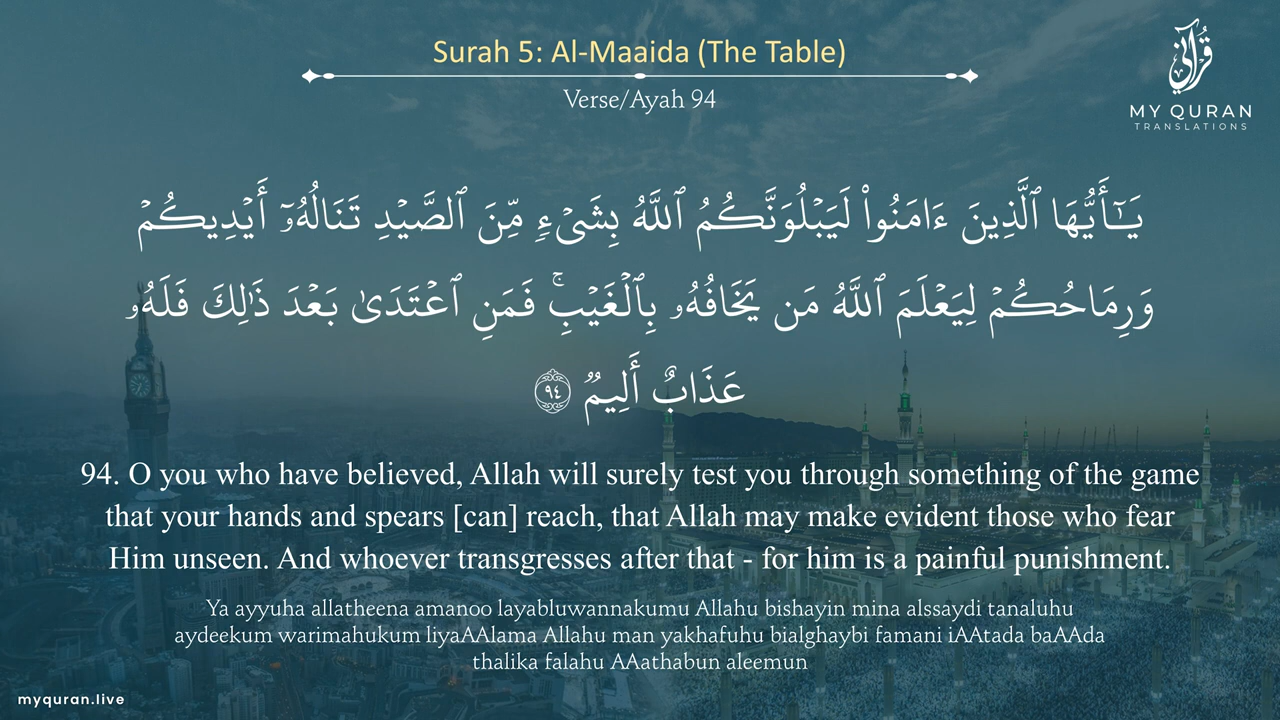 Surah 5: Al-Maaida (The Table)
Verse/Ayah 94
قرآني
MY QURAN
TRANSLATIONS
يَـٰٓأَيُّهَا ٱلَّذِينَ ءَامَنُوا۟ لَيَبْلُوَنَّكُمُ ٱللَّهُ بِشَىْءٍ مِّنَ ٱلصَّيْدِ تَنَالُهُۥٓ أَيْدِيكُمْ
وَرِمَاحُكُمْ لِيَعْلَمَ ٱللَّهُ مَن يَخَافُهُۥ بِٱلْغَيْبِ ۚ فَمَنِ ٱعْتَدَىٰ بَعْدَ ذَٰلِكَ فَلَهُۥ
عَذَابٌ أَلِيمٌ ٩٤
94. O you who have believed, Allah will surely test you through something of the game
that your hands and spears [can] reach, that Allah may make evident those who fear
Him unseen. And whoever transgresses after that - for him is a painful punishment.
Ya ayyuha allatheena amanoo layabluwannakumu Allahu bishayin mina alssaydi tanaluhu
aydeekum warimahukum liyaAAlama Allahu man yakhafuhu bialghaybi famani iAAtada baAAda
thalika falahu AAathabun aleemun
myquran.live